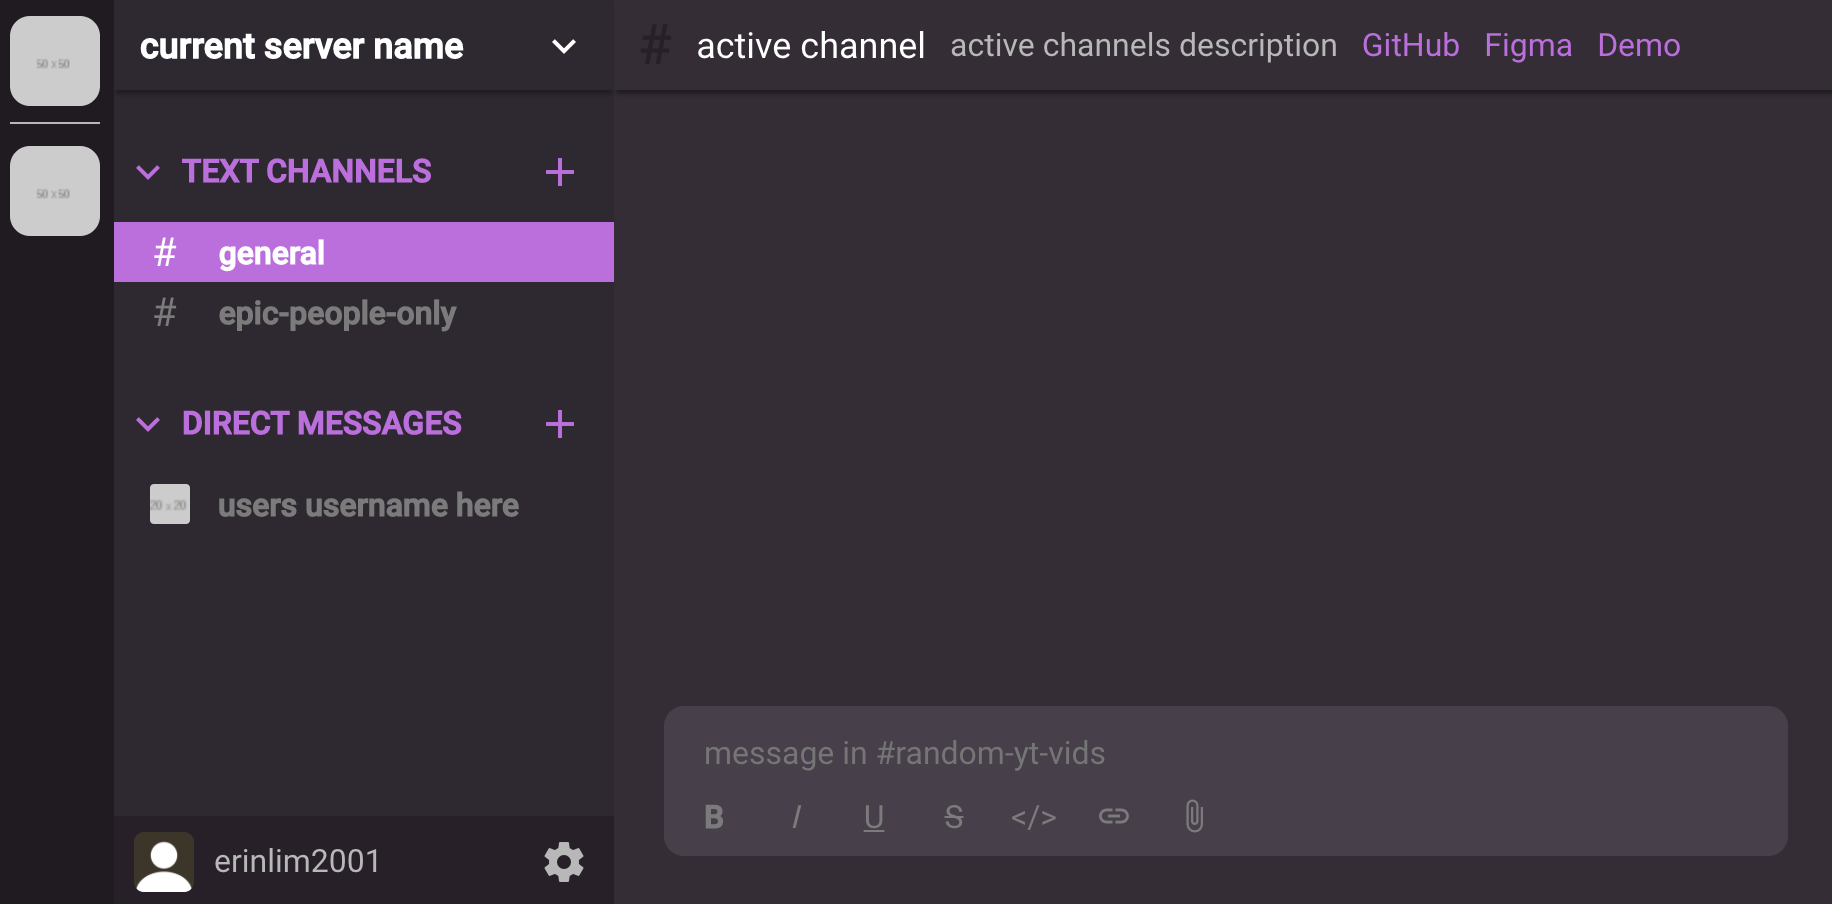 50 x 50
50 x 50
current server name
TEXT CHANNELS
# general
# epic-people-only
DIRECT MESSAGES
20 x 20
users username here
erinlim2001
# active channel active channels description GitHub Figma Demo
message in #random-yt-vids
B I U S </>